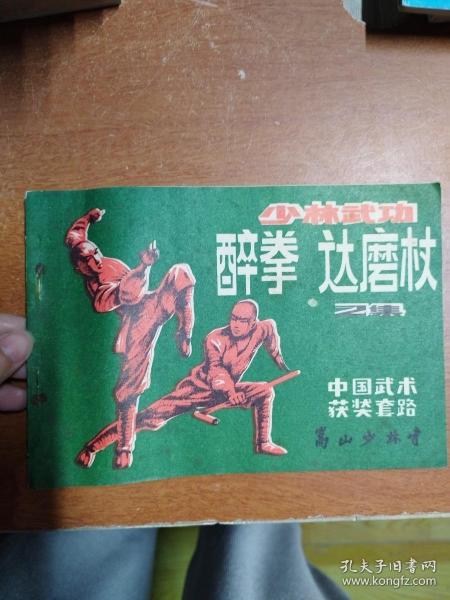 少林武功
醉拳 达磨杖
2集
中国武术
获奖套路
嵩山少林寺
孔夫子旧书网
www.kongfz.com